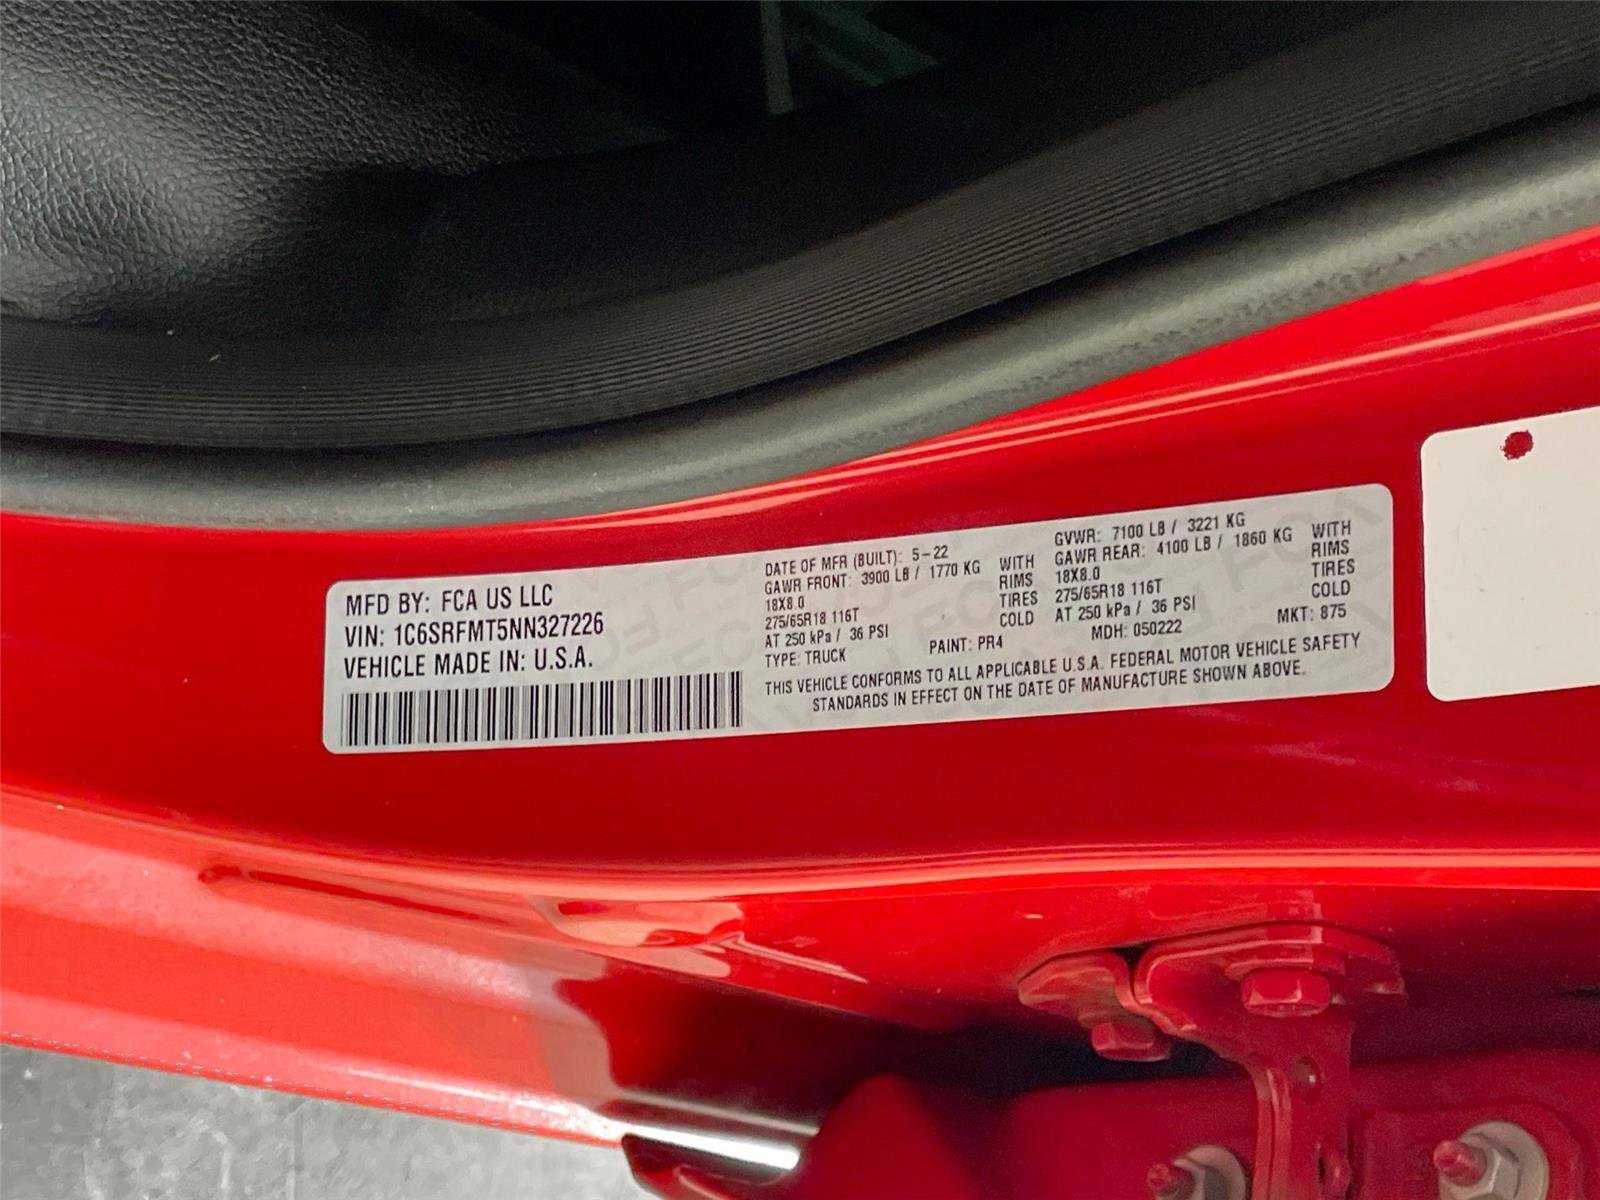 MFD BY: FCA US LLC
VIN: 1C6SRFMT5NN327226
VEHICLE MADE IN: U.S.A.
DATE OF MFR (BUILT): 5-22
GAWR FRONT: 3900 LB / 1770 KG WITH
18X8.0 RIMS
275/65R18 116T TIRES
AT 250 kPa / 36 PSI COLD
TYPE: TRUCK PAINT: PR4
GVWR: 7100 LB / 3221 KG
GAWR REAR: 4100 LB / 1860 KG WITH
18X8.0 RIMS
275/65R18 116T TIRES
AT 250 kPa / 36 PSI COLD
MDH: 050222 MKT: 875
THIS VEHICLE CONFORMS TO ALL APPLICABLE U.S.A. FEDERAL MOTOR VEHICLE SAFETY
STANDARDS IN EFFECT ON THE DATE OF MANUFACTURE SHOWN ABOVE.